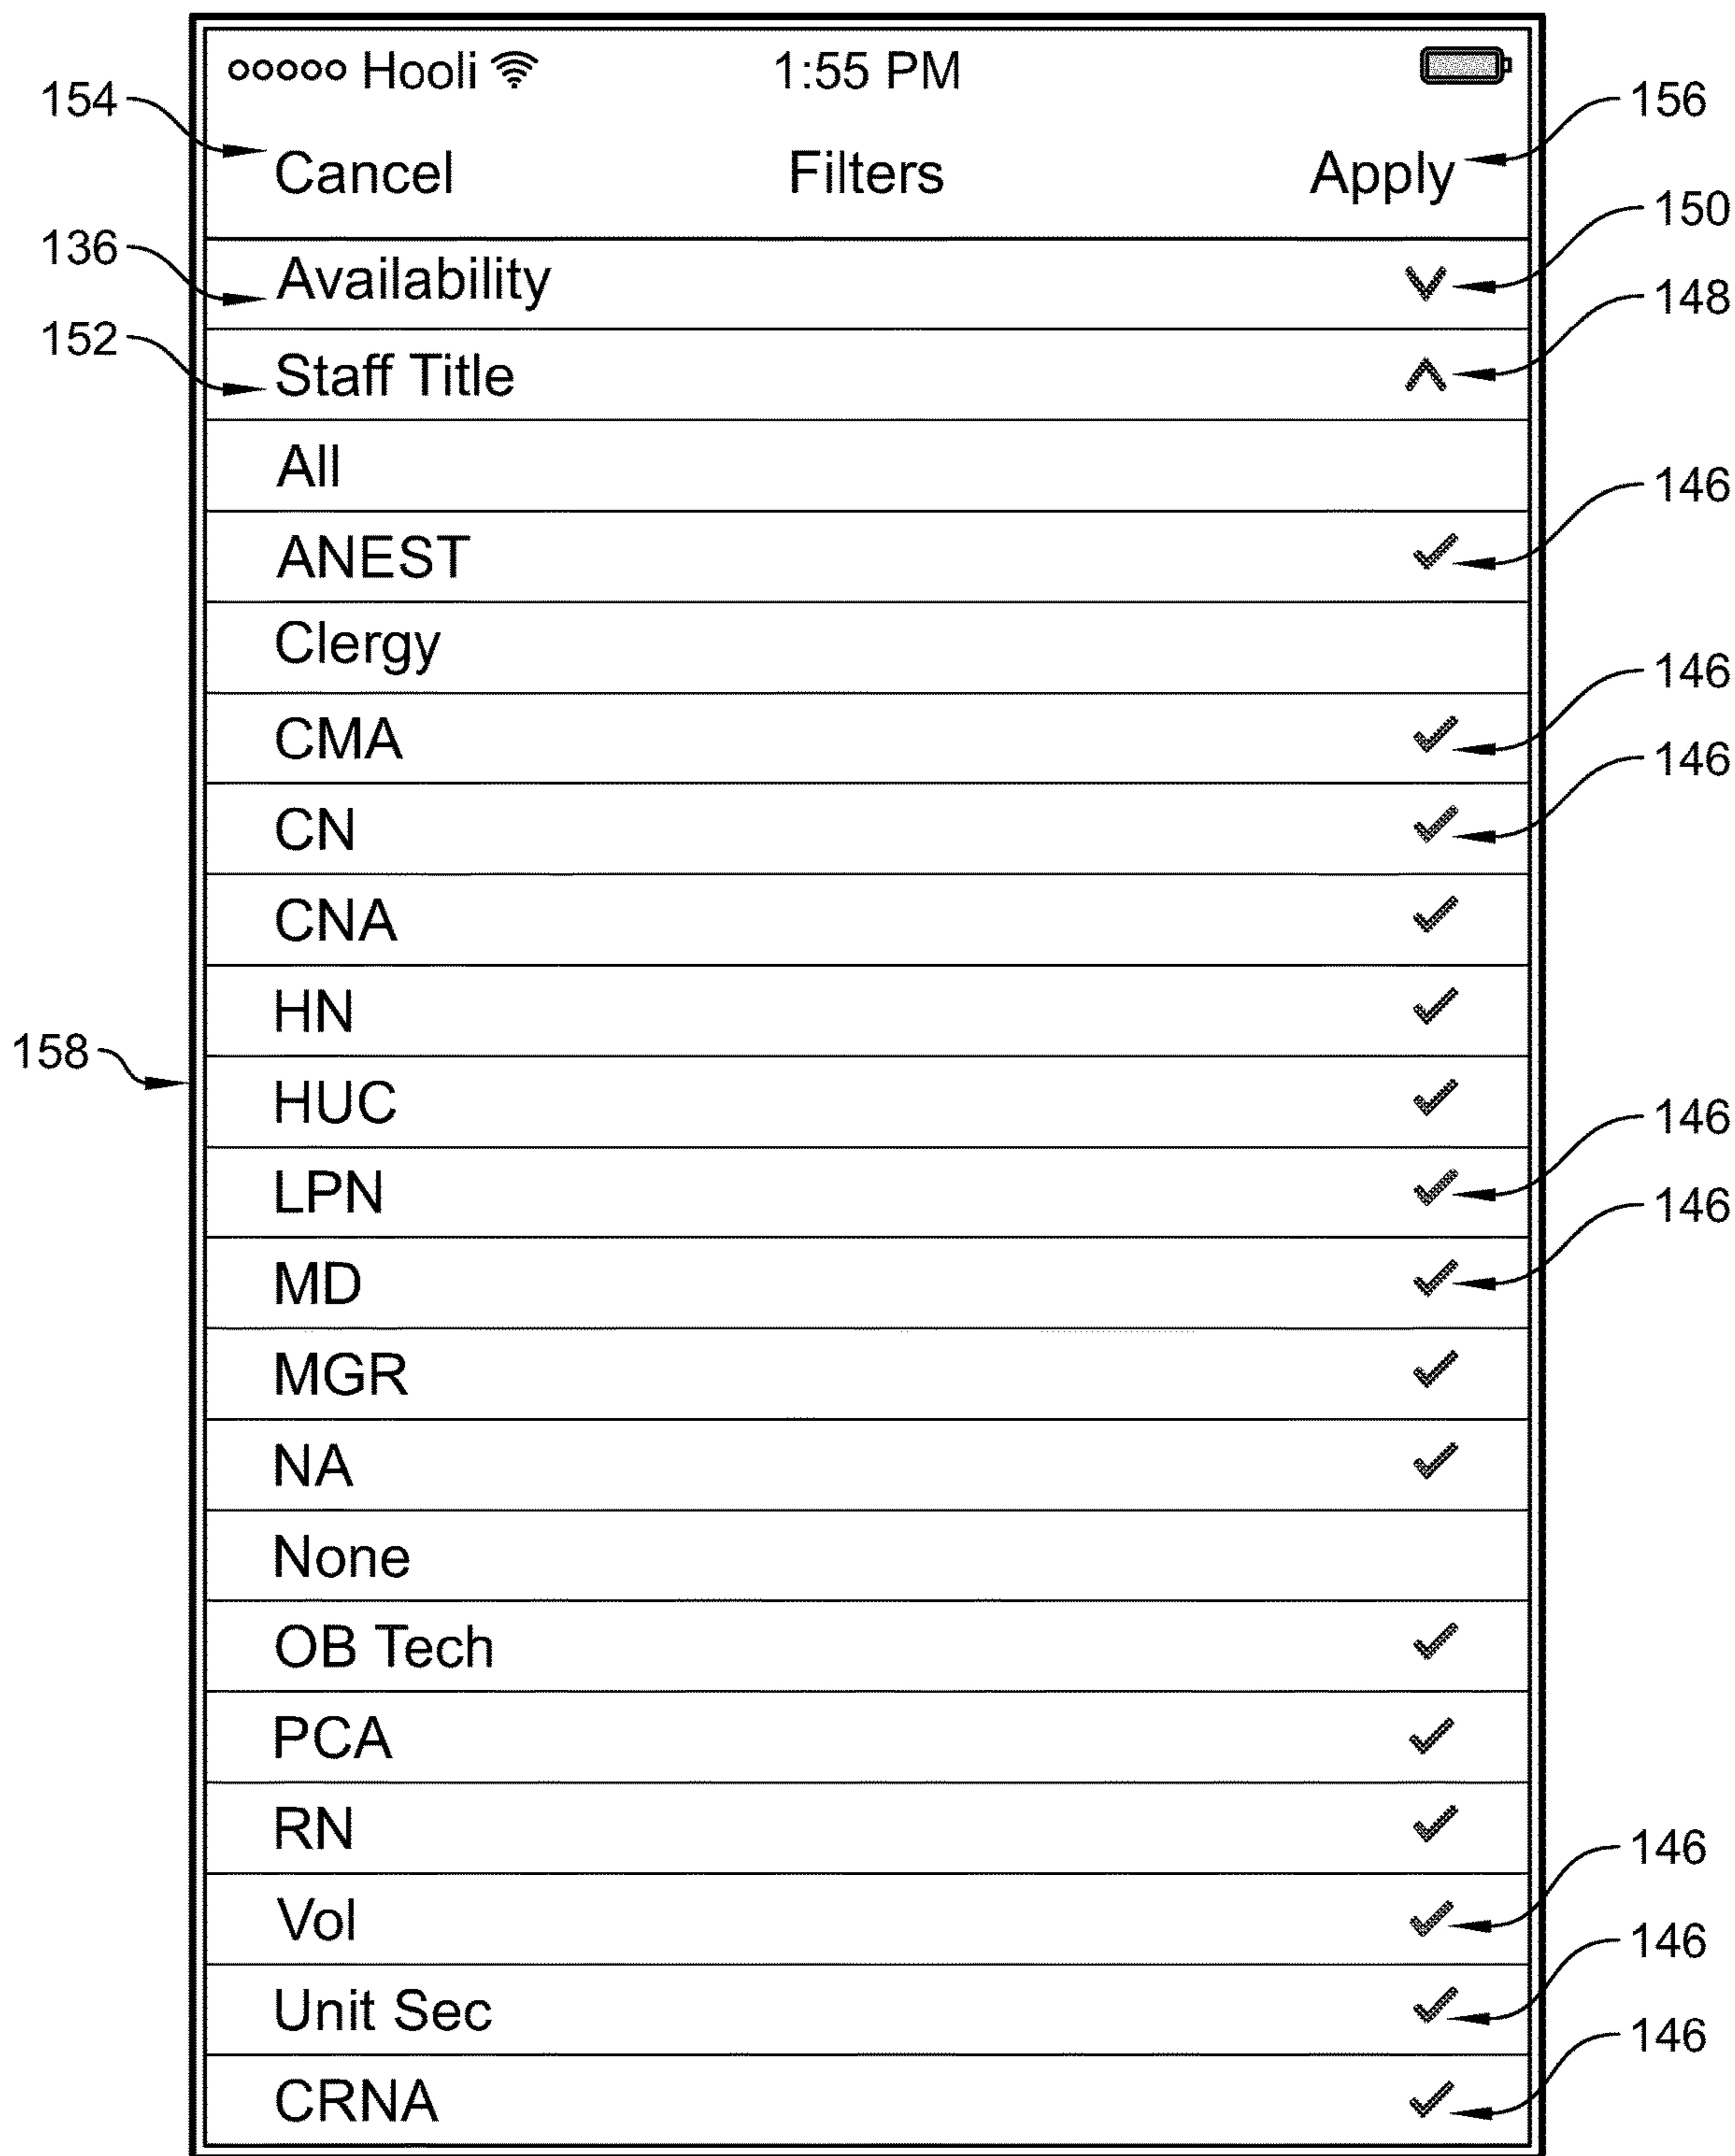 ooooo Hooli 1:55 PM
154 156
Cancel Filters Apply
150
136 Availability
148
152 Staff Title
All
146
ANEST
Clergy
146
CMA
146
CN
CNA
HN
158
HUC
146
LPN
146
MD
MGR
NA
None
OB Tech
PCA
RN
146
Vol
146
Unit Sec
146
CRNA